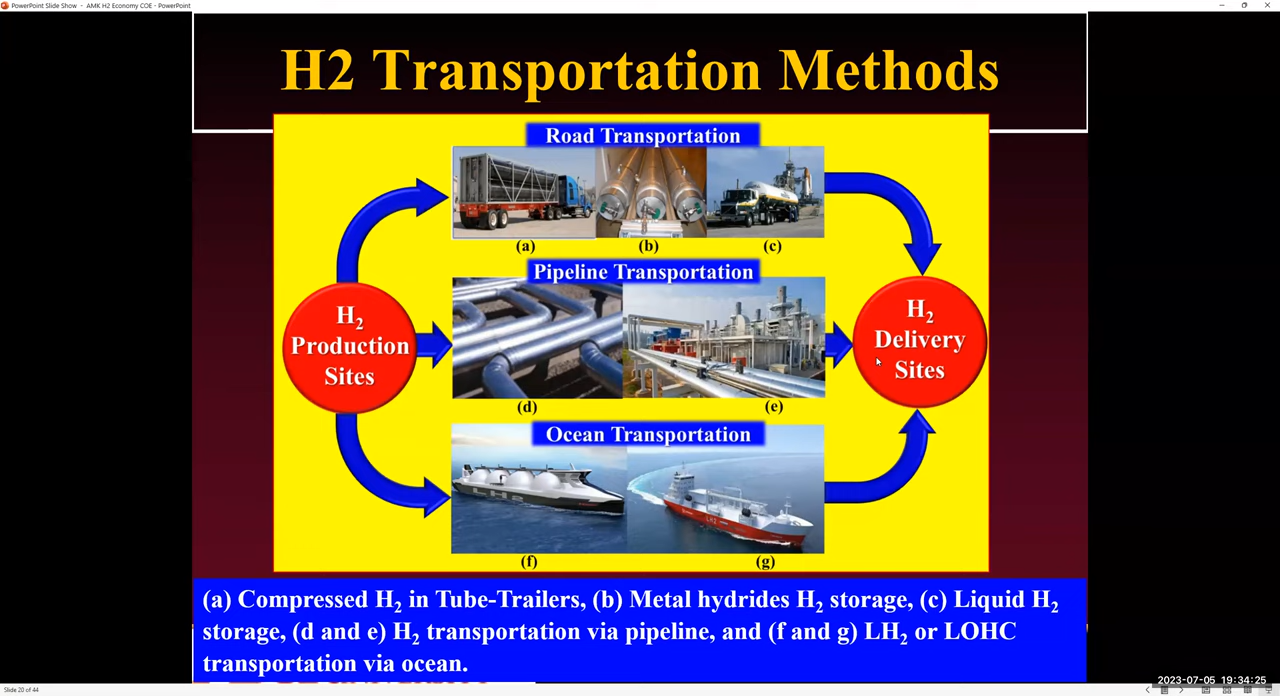 PowerPoint Slide Show - AMK H2 Economy COE - PowerPoint
H2 Transportation Methods
Road Transportation
(a) (b) (c)
Pipeline Transportation
H2
Production
Sites
H2
Delivery
Sites
(d) (e)
Ocean Transportation
LH2
LH2
(f) (g)
(a) Compressed H2 in Tube-Trailers, (b) Metal hydrides H2 storage, (c) Liquid H2
storage, (d and e) H2 transportation via pipeline, and (f and g) LH2 or LOHC
transportation via ocean.
2023-07-05 19:34:25
Slide 20 of 44